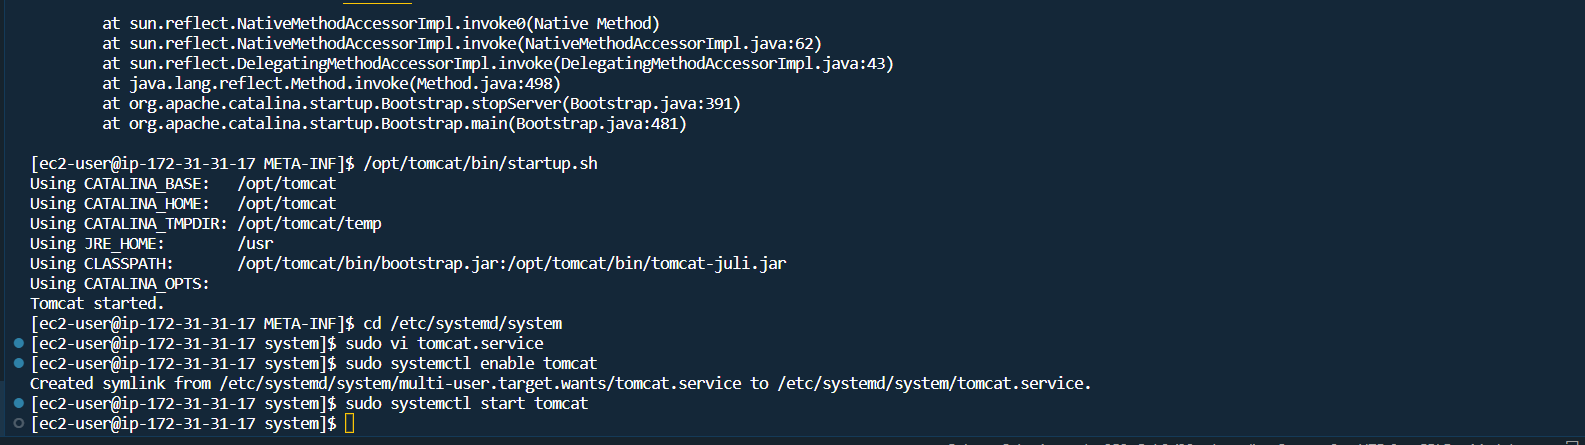 at sun.reflect.NativeMethodAccessorImpl.invoke0(Native Method)
at sun.reflect.NativeMethodAccessorImpl.invoke(NativeMethodAccessorImpl.java:62)
at sun.reflect.DelegatingMethodAccessorImpl.invoke(DelegatingMethodAccessorImpl.java:43)
at java.lang.reflect.Method.invoke(Method.java:498)
at org.apache.catalina.startup.Bootstrap.stopServer(Bootstrap.java:391)
at org.apache.catalina.startup.Bootstrap.main(Bootstrap.java:481)
[ec2-user@ip-172-31-31-17 META-INF]$ /opt/tomcat/bin/startup.sh
Using CATALINA_BASE:   /opt/tomcat
Using CATALINA_HOME:   /opt/tomcat
Using CATALINA_TMPDIR: /opt/tomcat/temp
Using JRE_HOME:        /usr
Using CLASSPATH:       /opt/tomcat/bin/bootstrap.jar:/opt/tomcat/bin/tomcat-juli.jar
Using CATALINA_OPTS:
Tomcat started.
[ec2-user@ip-172-31-31-17 META-INF]$ cd /etc/systemd/system
[ec2-user@ip-172-31-31-17 system]$ sudo vi tomcat.service
[ec2-user@ip-172-31-31-17 system]$ sudo systemctl enable tomcat
Created symlink from /etc/systemd/system/multi-user.target.wants/tomcat.service to /etc/systemd/system/tomcat.service.
[ec2-user@ip-172-31-31-17 system]$ sudo systemctl start tomcat
[ec2-user@ip-172-31-31-17 system]$